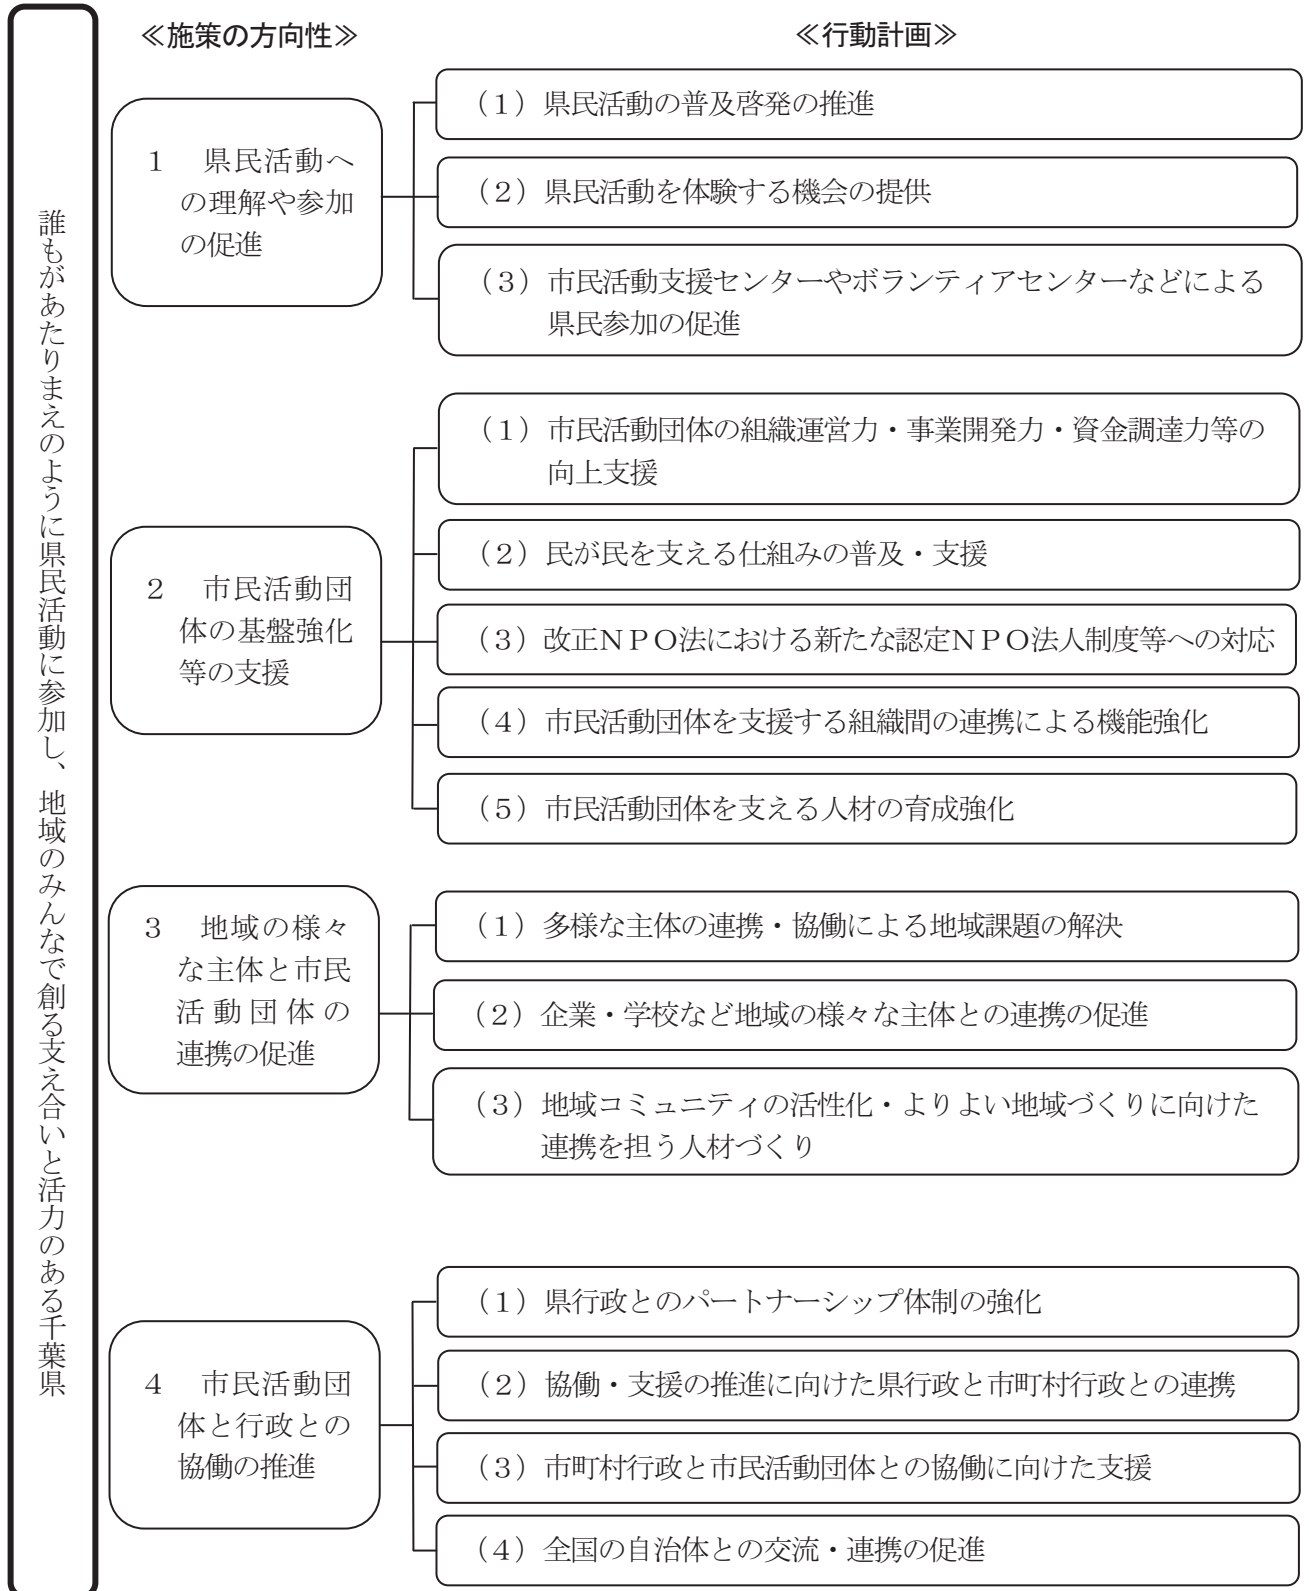 誰もがあたりまえのように県民活動に参加し、地域のみんなで創る支え合いと活力のある千葉県
≪施策の方向性≫
≪行動計画≫
1 県民活動へ
の理解や参加
の促進
（1）県民活動の普及啓発の推進
（2）県民活動を体験する機会の提供
（3）市民活動支援センターやボランティアセンターなどによる
県民参加の促進
2 市民活動団
体の基盤強化
等の支援
（1）市民活動団体の組織運営力・事業開発力・資金調達力等の
向上支援
（2）民が民を支える仕組みの普及・支援
（3）改正ＮＰＯ法における新たな認定ＮＰＯ法人制度等への対応
（4）市民活動団体を支援する組織間の連携による機能強化
（5）市民活動団体を支える人材の育成強化
3 地域の様々
な主体と市民
活動団体の
連携の促進
（1）多様な主体の連携・協働による地域課題の解決
（2）企業・学校など地域の様々な主体との連携の促進
（3）地域コミュニティの活性化・よりよい地域づくりに向けた
連携を担う人材づくり
4 市民活動団
体と行政との
協働の推進
（1）県行政とのパートナーシップ体制の強化
（2）協働・支援の推進に向けた県行政と市町村行政との連携
（3）市町村行政と市民活動団体との協働に向けた支援
（4）全国の自治体との交流・連携の促進